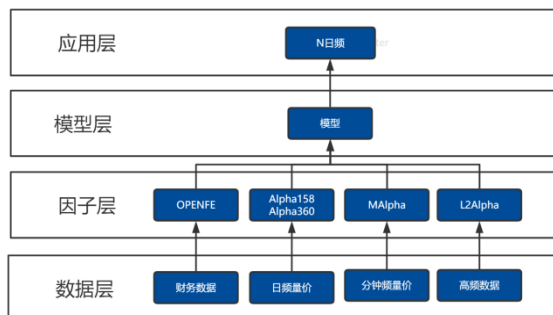 应用层
N日频
模型层
模型
因子层
OPENFE
Alpha158
Alpha360
MAlpha
L2Alpha
数据层
财务数据
日频量价
分钟频量价
高频数据